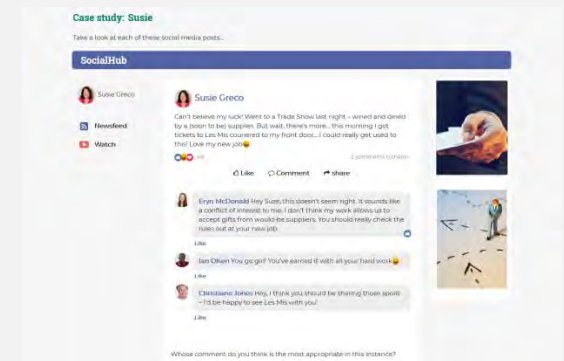 Case study: Susie
Take a look at each of these social media posts...
SocialHub
Susie Greco
Newsfeed
Watch
Susie Greco
Can't believe my luck! Went to a Trade Show last night – wined and dined
by a (soon to be) supplier. But wait, there's more... this morning I get
tickets to Les Mis couriered to my front door... I could really get used to
this! Love my new job
Like
Comment
share
Eryn McDonald Hey Suze, this doesn't seem right. It sounds like
a conflict of interest to me. I don't think my work allows us to
accept gifts from would-be suppliers. You should really check the
rules out at your new job.
Like
Ian Olsen You go girl! You've earned it with all your hard work
Like
Christiane Jones Hey, I think you should be sharing those spoils
– I'd be happy to see Les Mis with you!
Like
Whose comment do you think is the most appropriate in this instance?